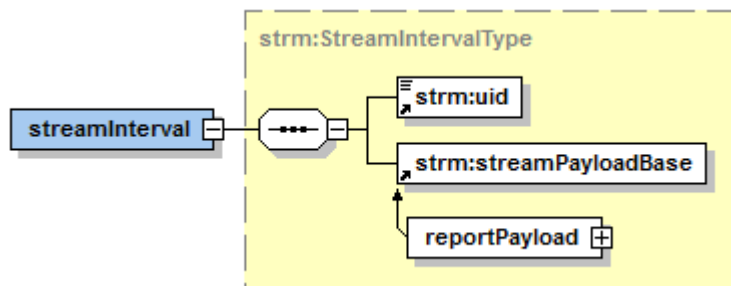 strm:StreamIntervalType
strm:uid
streamInterval
strm:streamPayloadBase
reportPayload